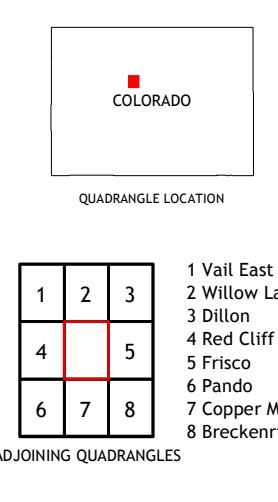 COLORADO
QUADRANGLE LOCATION
1 2 3
4 5
6 7 8
1 Vail East
2 Willow La
3 Dillon
4 Red Cliff
5 Frisco
6 Pando
7 Copper M
8 Breckenr
ADJOINING QUADRANGLES